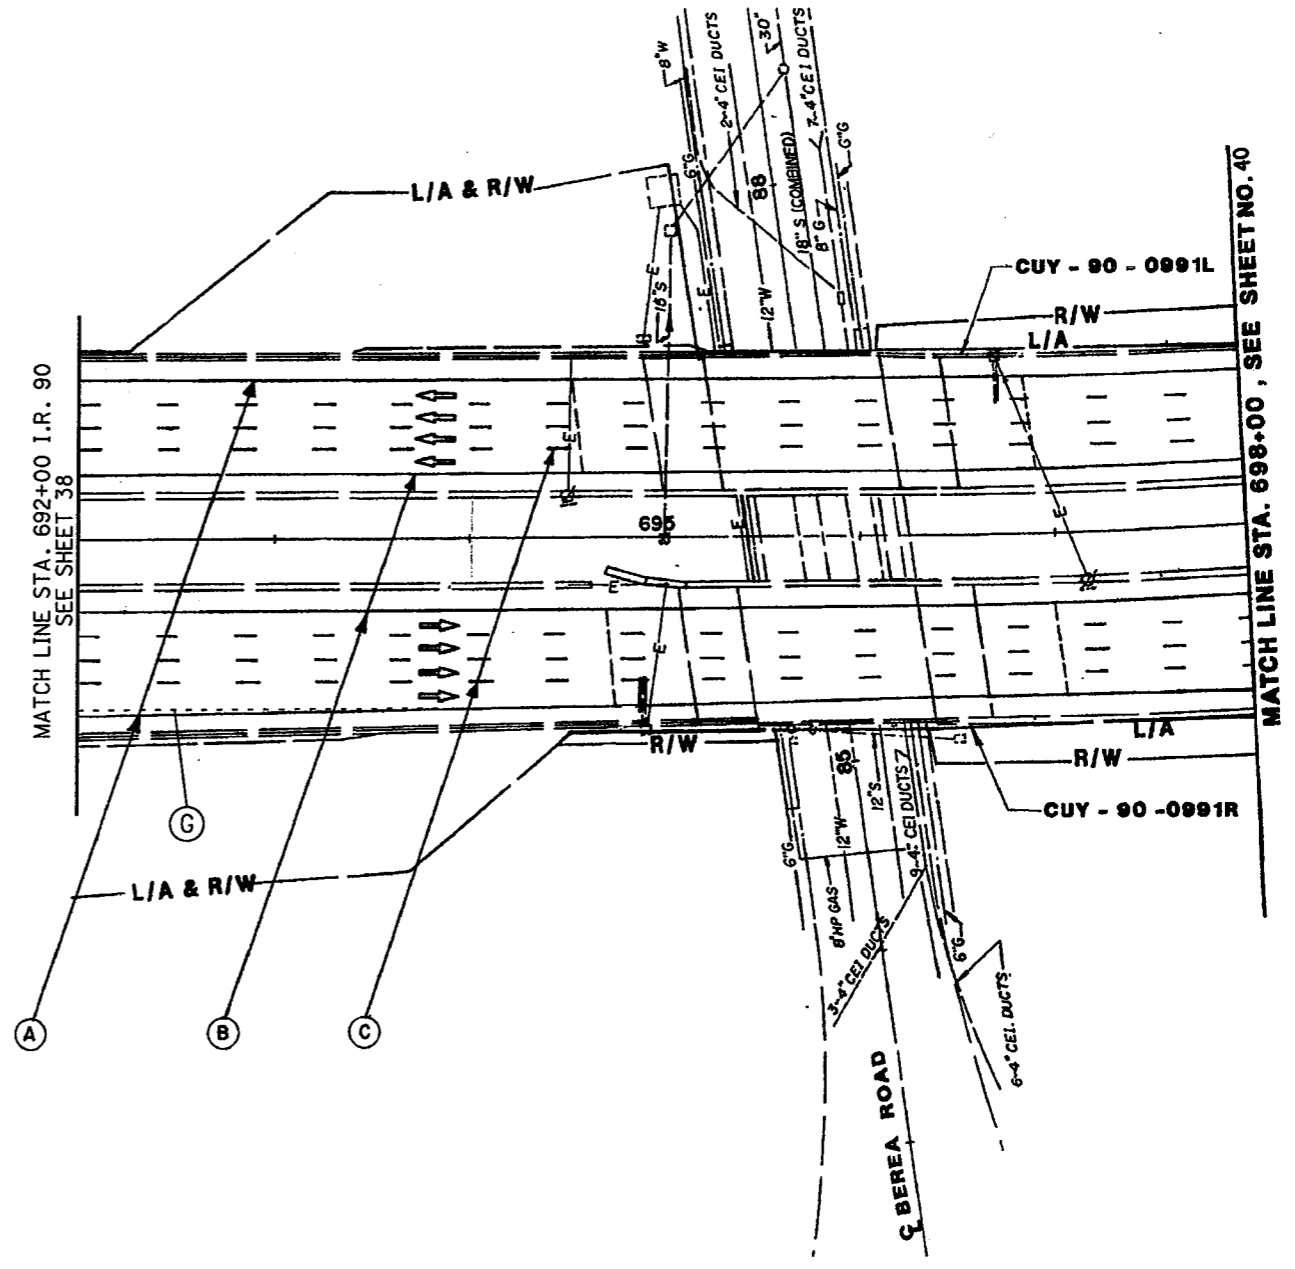 8"W
2-4" CEI DUCTS
30"
7-4" CEI DUCTS
6"G
6"G
L/A & R/W
88
18" S (COMBINED)
8" G
CUY - 90 - 0991L
E
18"S
E
12"W
R/W
L/A
MATCH LINE STA. 692+00 I.R. 90
SEE SHEET 38
MATCH LINE STA. 698+00, SEE SHEET NO. 40
E
695
E
E
E
E
G
R/W
L/A
R/W
85
12"S
9-4" CEI DUCTS
CUY - 90 -0991R
6"G
12"W
L/A & R/W
8" HP GAS
3-4" CEI DUCTS
6"G
6-4" CEI. DUCTS
A
B
C
℄ BEREA ROAD